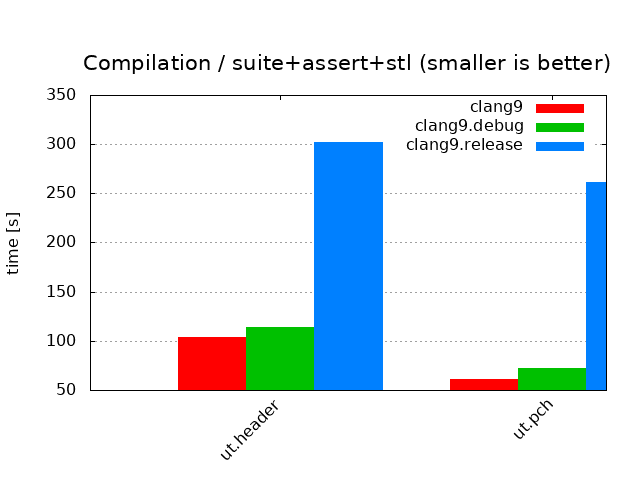 Compilation / suite+assert+stl (smaller is better)
350
300
250
200
150
100
50
time [s]
clang9
clang9.debug
clang9.release
ut.header
ut.pch